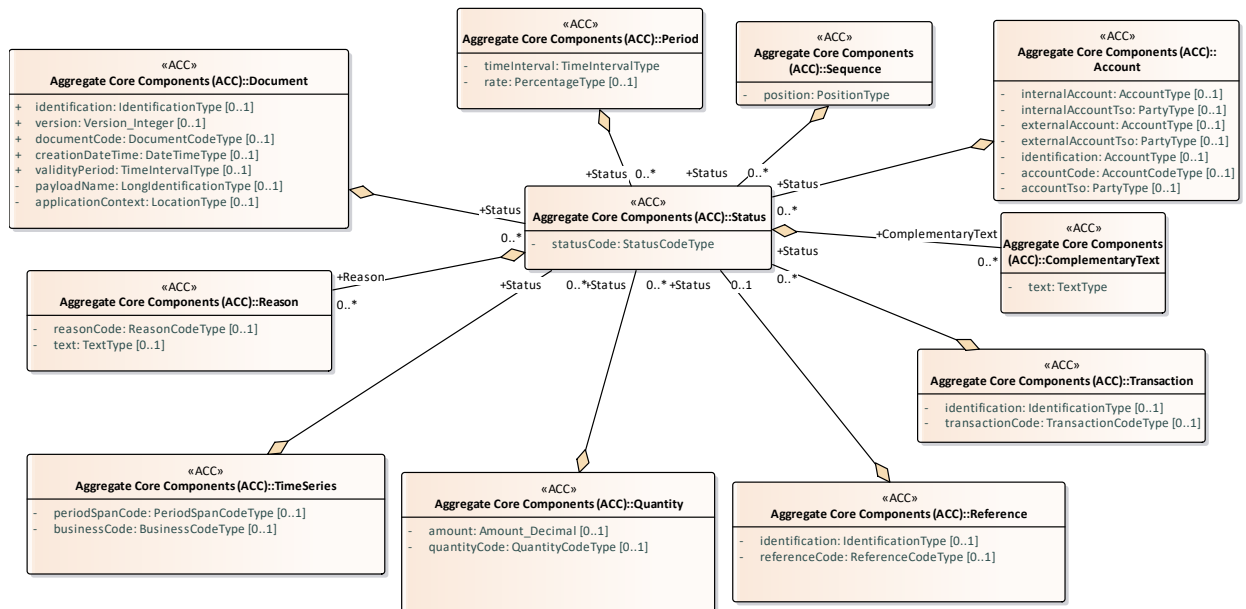 «ACC»
Aggregate Core Components (ACC)::Document
+ identification: IdentificationType [0..1]
+ version: Version_Integer [0..1]
+ documentCode: DocumentCodeType [0..1]
+ creationDateTime: DateTimeType [0..1]
+ validityPeriod: TimeIntervalType [0..1]
- payloadName: LongIdentificationType [0..1]
- applicationContext: LocationType [0..1]
«ACC»
Aggregate Core Components (ACC)::Period
- timeInterval: TimeIntervalType
- rate: PercentageType [0..1]
«ACC»
Aggregate Core Components
(ACC)::Sequence
- position: PositionType
«ACC»
Aggregate Core Components (ACC)::
Account
- internalAccount: AccountType [0..1]
- internalAccountTso: PartyType [0..1]
- externalAccount: AccountType [0..1]
- externalAccountTso: PartyType [0..1]
- identification: AccountType [0..1]
- accountCode: AccountCodeType [0..1]
- accountTso: PartyType [0..1]
+Status 0..*
+Status 0..*
+Status
0..*
+Status
0..*
«ACC»
Aggregate Core Components (ACC)::Status
- statusCode: StatusCodeType
+ComplementaryText
0..*
«ACC»
Aggregate Core Components
(ACC)::ComplementaryText
- text: TextType
+Status
0..*
+Reason
0..*
«ACC»
Aggregate Core Components (ACC)::Reason
- reasonCode: ReasonCodeType [0..1]
- text: TextType [0..1]
+Status 0..*
+Status 0..*
+Status 0..1
«ACC»
Aggregate Core Components (ACC)::Transaction
- identification: IdentificationType [0..1]
- transactionCode: TransactionCodeType [0..1]
«ACC»
Aggregate Core Components (ACC)::TimeSeries
- periodSpanCode: PeriodSpanCodeType [0..1]
- businessCode: BusinessCodeType [0..1]
«ACC»
Aggregate Core Components (ACC)::Quantity
- amount: Amount_Decimal [0..1]
- quantityCode: QuantityCodeType [0..1]
«ACC»
Aggregate Core Components (ACC)::Reference
- identification: IdentificationType [0..1]
- referenceCode: ReferenceCodeType [0..1]